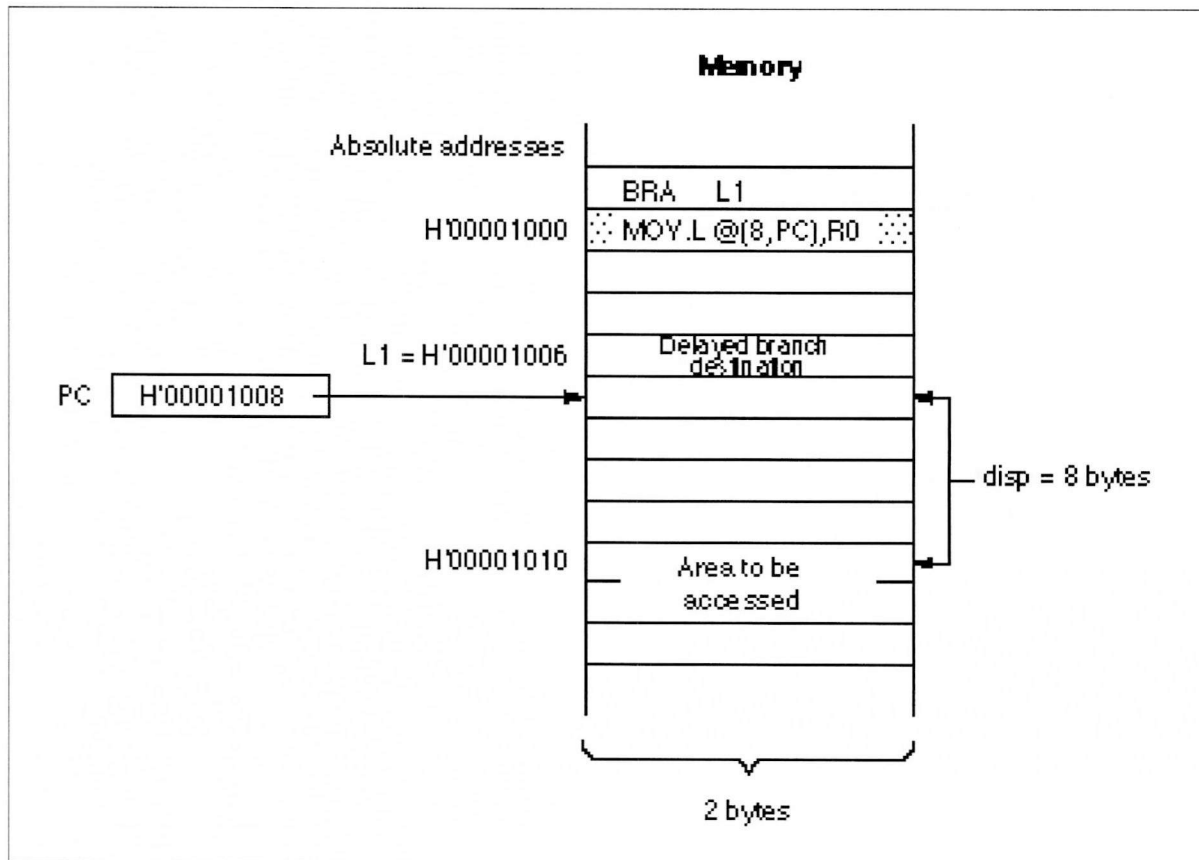 Memory
Absolute addresses
BRA L1
H'00001000
MOV.L @(8,PC),R0
L1 = H'00001006
Delayed branch
destination
PC
H'00001008
disp = 8 bytes
H'00001010
Area to be
accessed
2 bytes